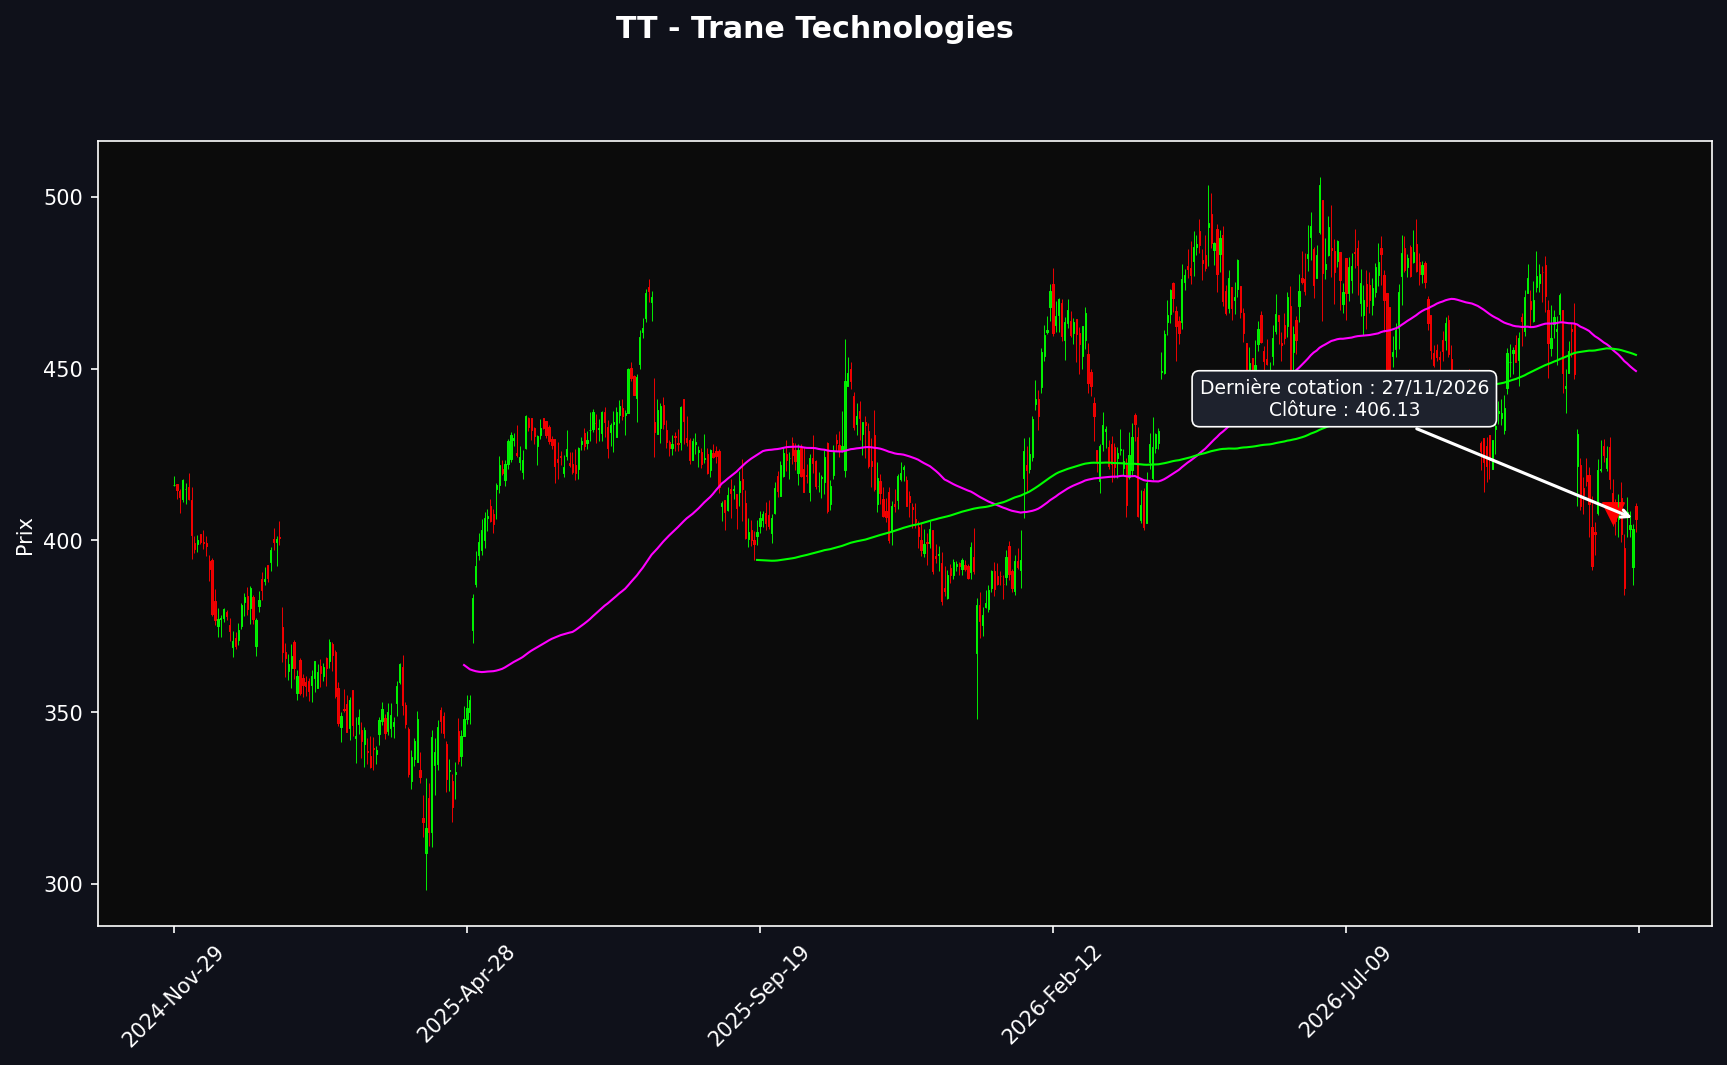 TT - Trane Technologies
Prix
500
450
400
350
300
Dernière cotation : 27/11/2026
Clôture : 406.13
2024-Nov-29
2025-Apr-28
2025-Sep-19
2026-Feb-12
2026-Jul-09